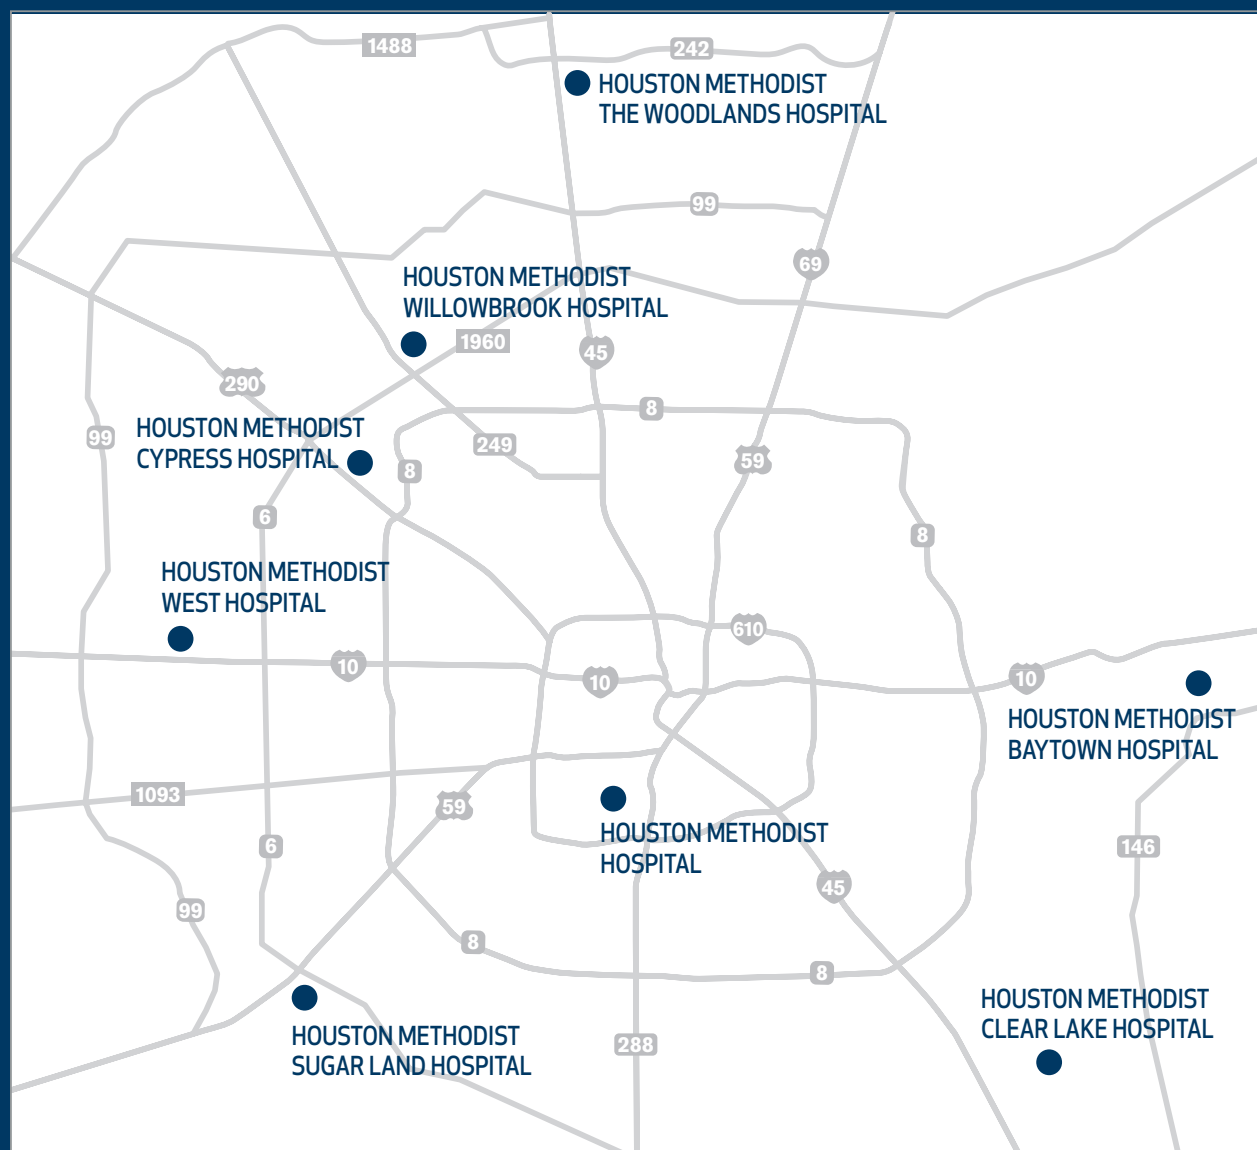 1488
242
HOUSTON METHODIST
THE WOODLANDS HOSPITAL
99
69
HOUSTON METHODIST
WILLOWBROOK HOSPITAL
1960
45
290
8
HOUSTON METHODIST
CYPRESS HOSPITAL
99
249
8
59
6
8
HOUSTON METHODIST
WEST HOSPITAL
610
10
10
10
HOUSTON METHODIST
BAYTOWN HOSPITAL
1093
59
HOUSTON METHODIST
HOSPITAL
6
146
45
99
8
8
HOUSTON METHODIST
CLEAR LAKE HOSPITAL
HOUSTON METHODIST
SUGAR LAND HOSPITAL
288